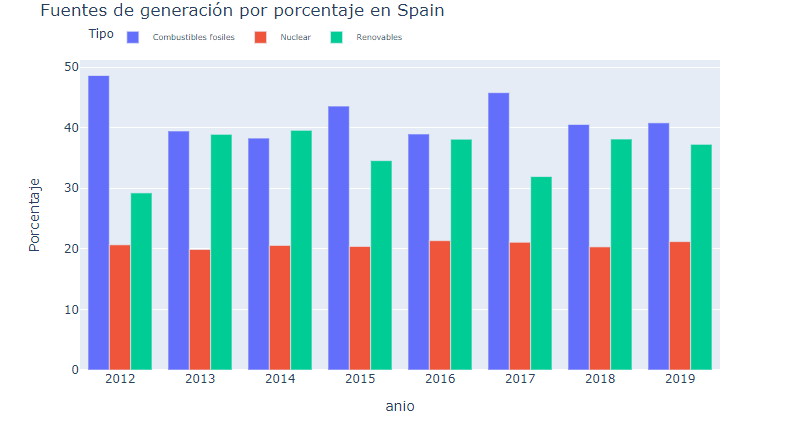 Fuentes de generación por porcentaje en Spain
Tipo Combustibles fosiles Nuclear Renovables
50
40
30
20
10
0
Porcentaje
2012 2013 2014 2015 2016 2017 2018 2019
anio